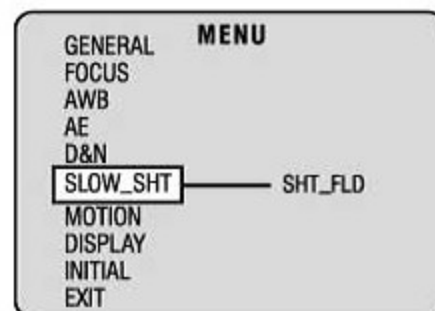 MENU
GENERAL
FOCUS
AWB
AE
D&N
SLOW_SHT SHT_FLD
MOTION
DISPLAY
INITIAL
EXIT